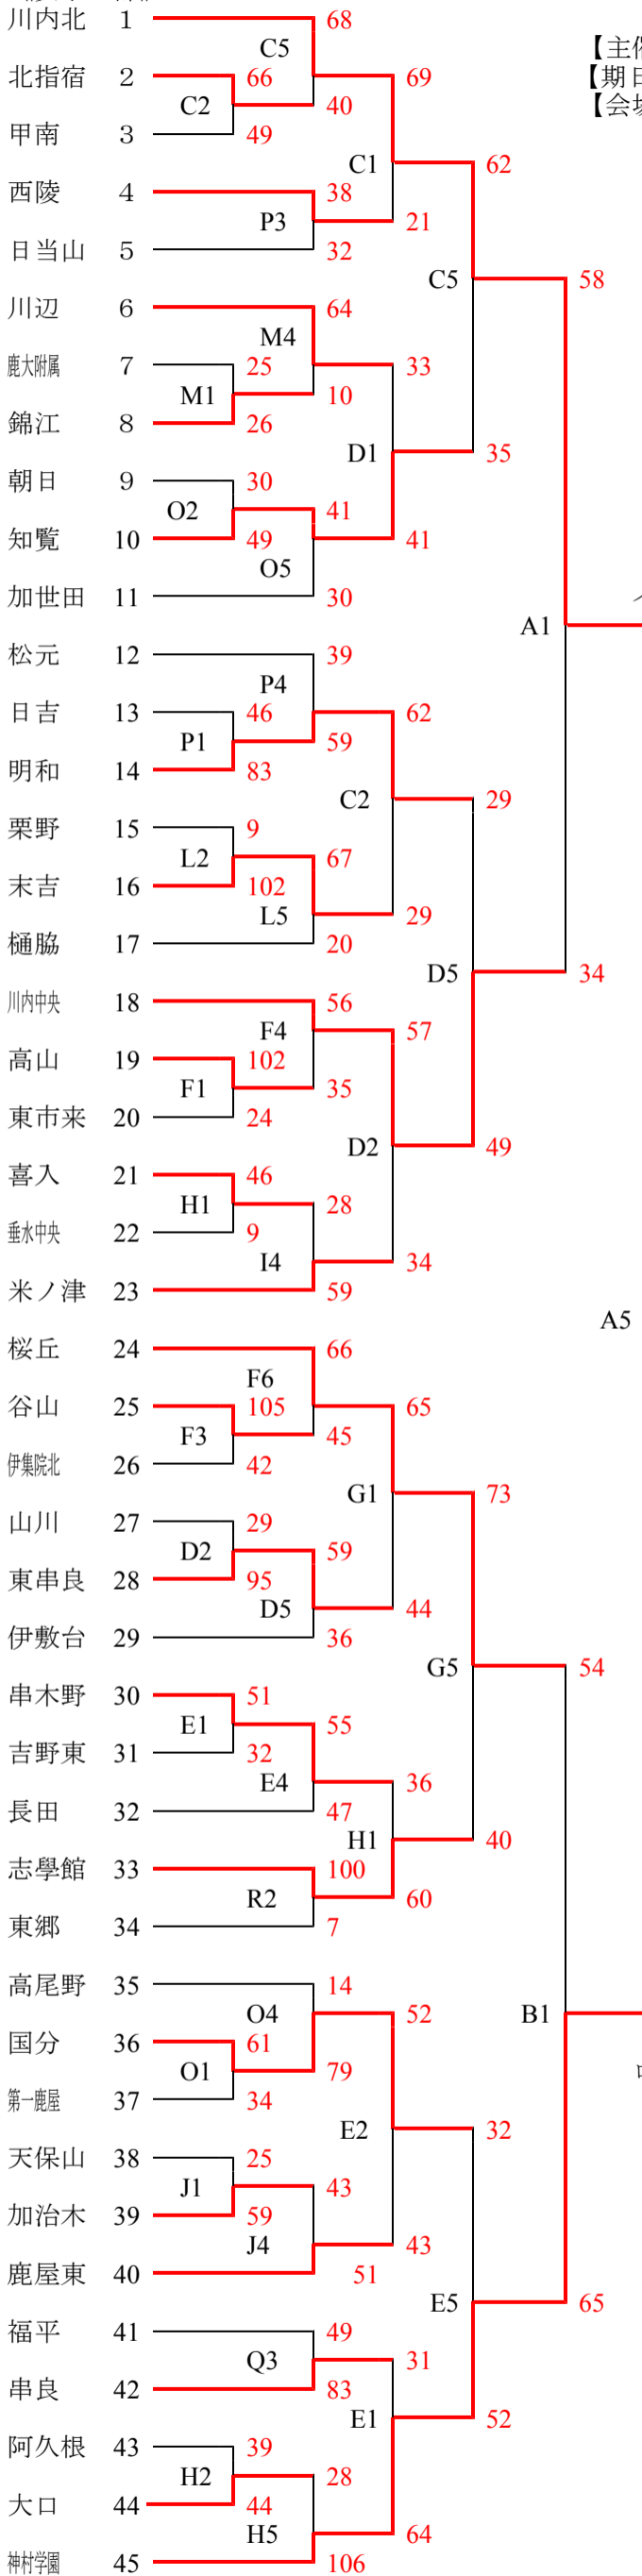 川内北 1 68
C5 【主催
北指宿 2 66 69 【期日
C2 40 【会場
甲南 3 49
C1 62
西陵 4 38
P3 21
日当山 5 32
C5 58
川辺 6 64
M4
鹿大附属 7 25 33
M1 10
錦江 8 26
D1 35
朝日 9 30
O2 41
知覧 10 49 41
O5
加世田 11 30
A1
松元 12 39
P4
日吉 13 46 62
P1 59
明和 14 83
C2 29
栗野 15 9
L2 67
末吉 16 102
L5 29
樋脇 17 20
D5 34
川内中央 18 56
F4 57
高山 19 102
F1 35
東市来 20 24
D2 49
喜入 21 46
H1 28
垂水中央 22 9
I4 34
米ノ津 23 59
A5
桜丘 24 66
F6
谷山 25 105 65
F3 45
伊集院北 26 42
G1 73
山川 27 29
D2 59
東串良 28 95
D5 44
伊敷台 29 36
G5 54
串木野 30 51
E1 55
吉野東 31 32
E4 36
長田 32 47
H1 40
志學館 33 100
R2 60
東郷 34 7
高尾野 35 14
O4 52 B1
国分 36 61
O1 79
第一鹿屋 37 34
E2 32
天保山 38 25
J1 43
加治木 39 59
J4 43
鹿屋東 40 51
E5 65
福平 41 49
Q3 31
串良 42 83
E1 52
阿久根 43 39
H2 28
大口 44 44
H5 64
神村学園 45 106